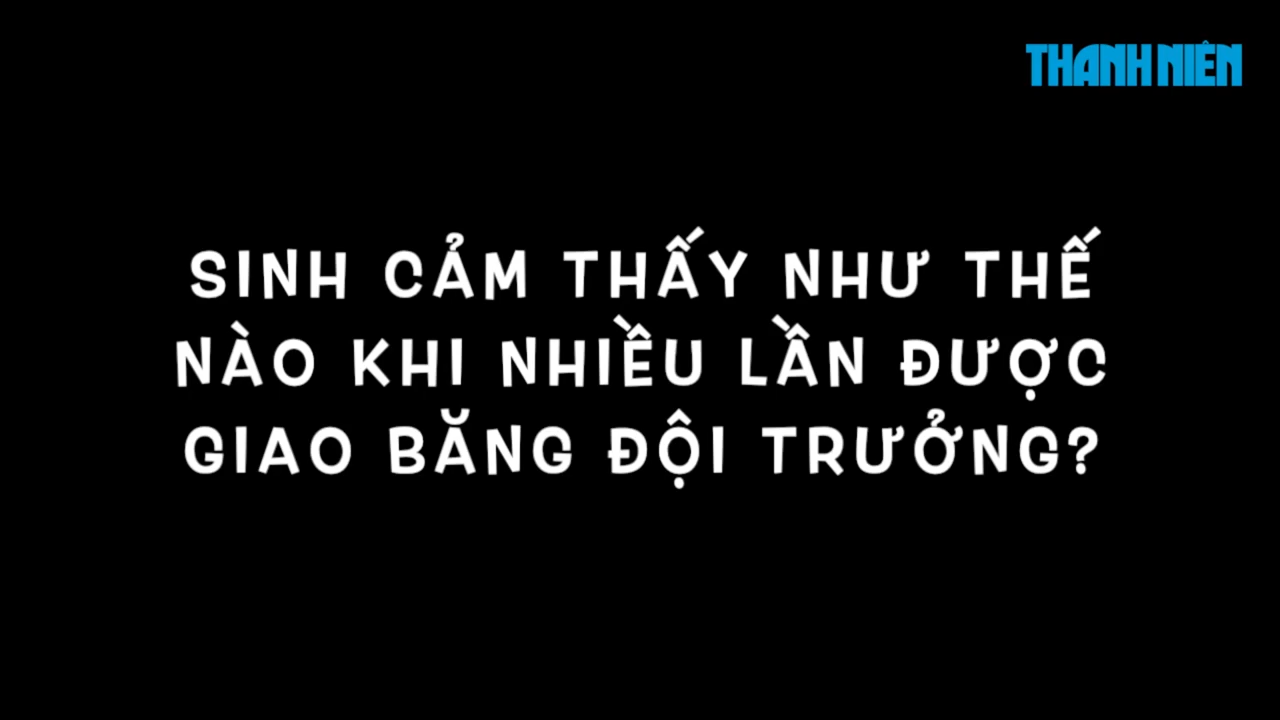 THANH NIÊN
SINH CẢM THẤY NHƯ THẾ
NÀO KHI NHIỀU LẦN ĐƯỢC
GIAO BĂNG ĐỘI TRƯỞNG?